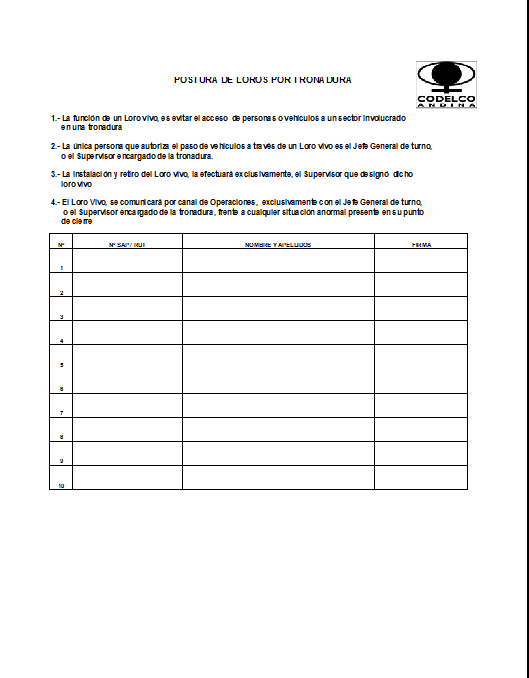 POSTURA DE LOROS POR TRONADURA
CODELCO
ANDINA
1.- La función de un Loro vivo, es evitar el acceso de personas o vehículos a un sector involucrado
en una tronadura
2.- La única persona que autoriza el paso de vehículos a través de un Loro vivo es el Jefe General de turno,
o el Supervisor encargado de la tronadura.
3.- La instalación y retiro del Loro vivo, la efectuará exclusivamente, el Supervisor que designó dicho
loro vivo
4.- El Loro Vivo, se comunicará por canal de Operaciones, exclusivamente con el Jefe General de turno,
o el Supervisor encargado de la tronadura, frente a cualquier situación anormal presente en su punto
de cierre
Nº Nº SAP / RUT NOMBRE Y APELLIDOS FIRMA
1
2
3
4
5
6
7
8
9
10